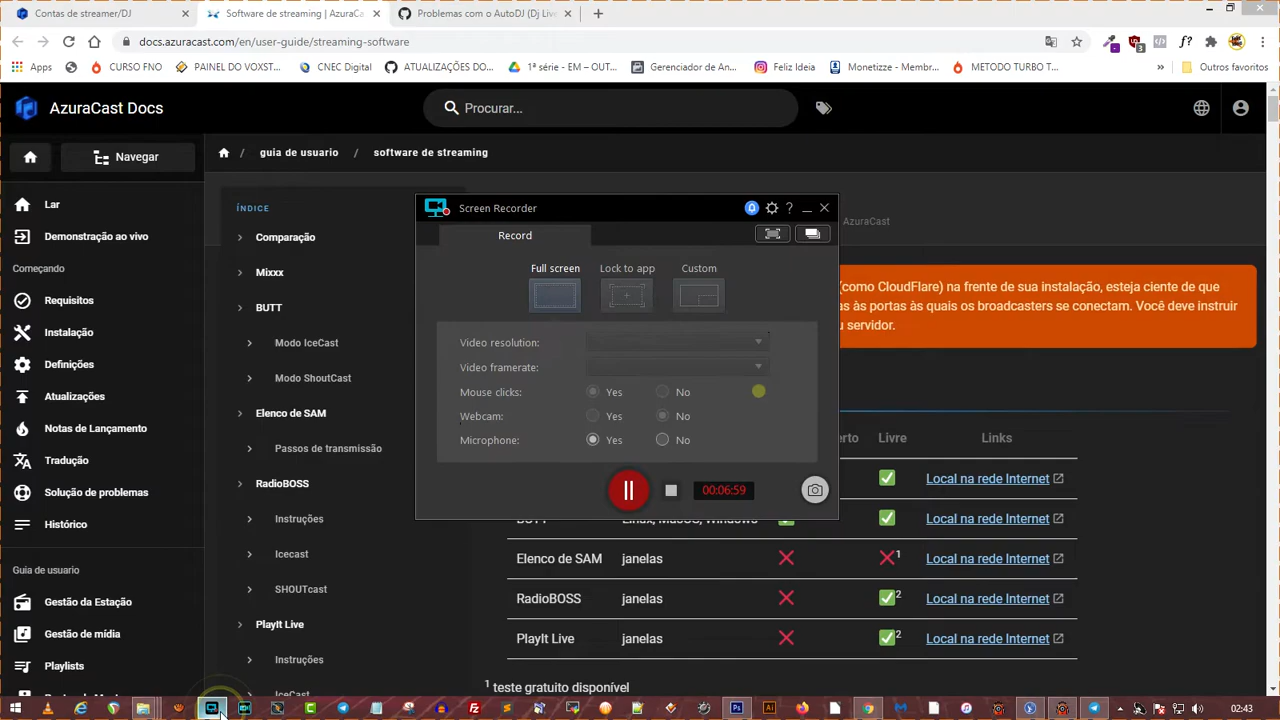 Contas de streamer/DJ
Software de streaming | AzuraCa
Problemas com o AutoDJ (Dj Live
docs.azuracast.com/en/user-guide/streaming-software
Apps
CURSO FNO
PAINEL DO VOXST...
CNEC Digital
ATUALIZAÇÕES DO...
1ª série - EM – OUT...
Gerenciador de An...
Feliz Ideia
Monetizze - Membr...
METODO TURBO T...
»
Outros favoritos
AzuraCast Docs
Procurar...
Navegar
guia de usuario / software de streaming
Lar
Demonstração ao vivo
Começando
Requisitos
Instalação
Definições
Atualizações
Notas de Lançamento
Tradução
Solução de problemas
Histórico
Guia de usuario
Gestão da Estação
Gestão de mídia
Playlists
ÍNDICE
Comparação
Mixxx
BUTT
Modo IceCast
Modo ShoutCast
Elenco de SAM
Passos de transmissão
RadioBOSS
Instruções
Icecast
SHOUTcast
PlayIt Live
Instruções
IceCast
Screen Recorder
Record
Full screen
Lock to app
Custom
Video resolution:
Video framerate:
Mouse clicks: Yes No
Webcam: Yes No
Microphone: Yes No
00:06:59
AzuraCast
(como CloudFlare) na frente de sua instalação, esteja ciente de que
as às portas às quais os broadcasters se conectam. Você deve instruir
u servidor.
erto Livre Links
Local na rede Internet
BUTT Linux, MacOS, Windows Local na rede Internet
Elenco de SAM janelas 1 Local na rede Internet
RadioBOSS janelas 2 Local na rede Internet
PlayIt Live janelas 2 Local na rede Internet
1 teste gratuito disponível
02:43